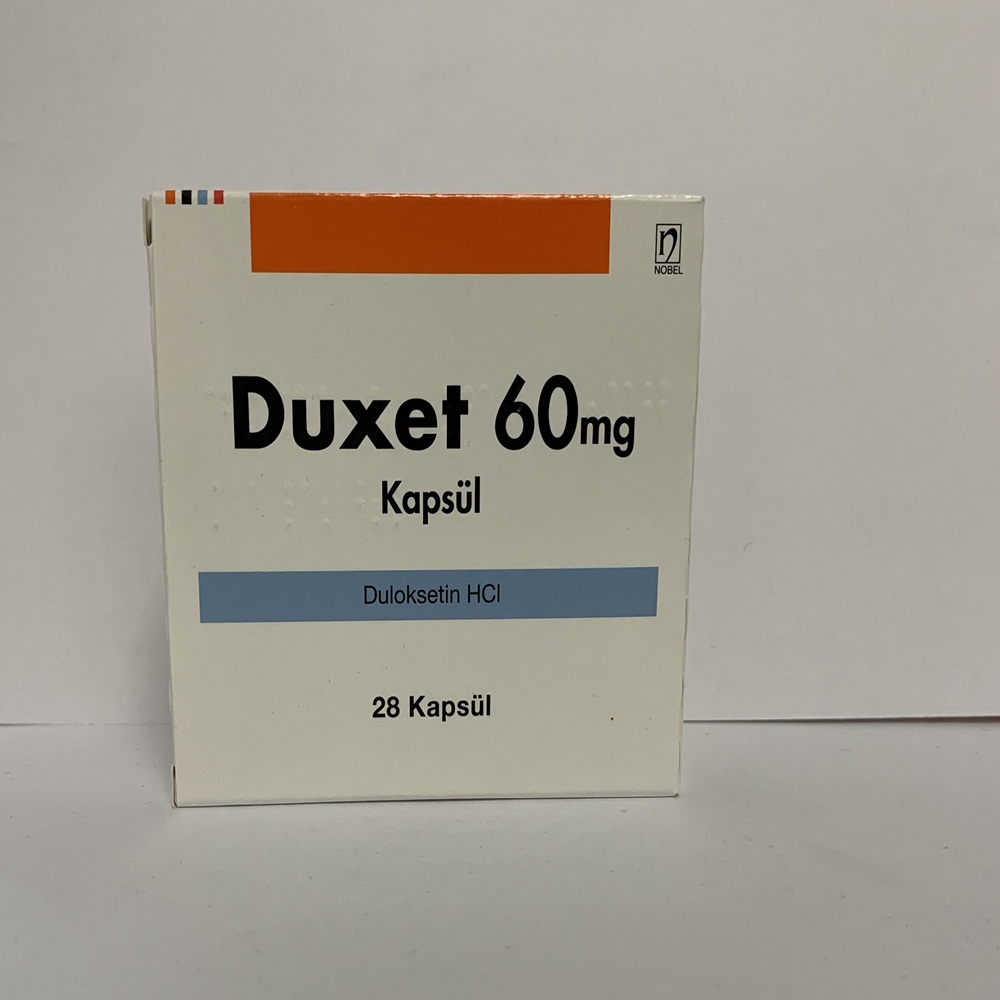 NOBEL
Duxet 60mg
Kapsül
Duloksetin HCl
28 Kapsül